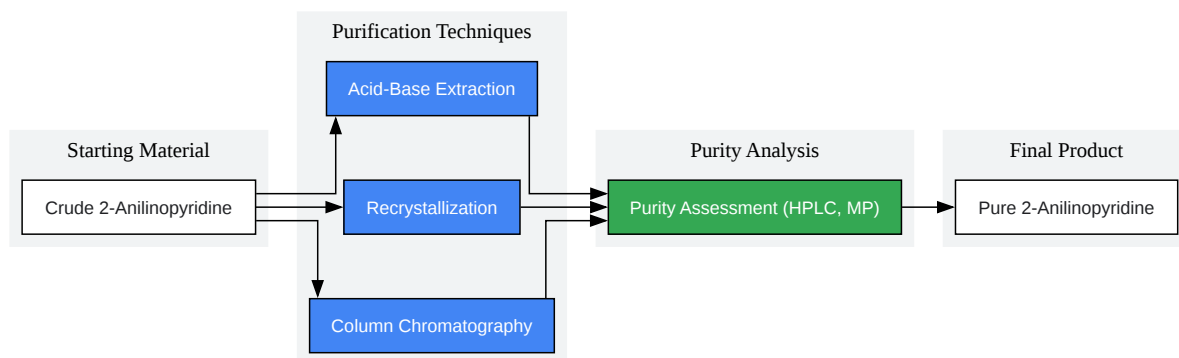 Purification Techniques
Acid-Base Extraction
Starting Material
Purity Analysis
Final Product
Crude 2-Anilinopyridine
Recrystallization
Purity Assessment (HPLC, MP)
Pure 2-Anilinopyridine
Column Chromatography